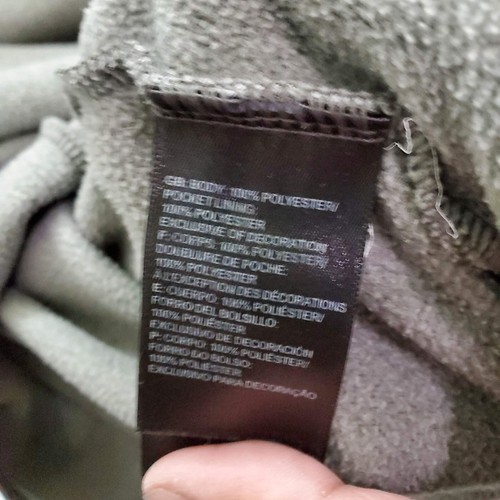 GB: BODY: 100% POLYESTER/
POCKET LINING:
100% POLYESTER
EXCLUSIVE OF DECORATION
F: CORPS: 100% POLYESTER/
DOUBLURE DE POCHE:
100% POLYESTER
À L'EXCEPTION DES DÉCORATIONS
E: CUERPO: 100% POLIÉSTER/
FORRO DEL BOLSILLO:
100% POLIÉSTER
EXCLUSIVO DE DECORACIÓN
P: CORPO: 100% POLIÉSTER/
FORRO DO BOLSO:
100% POLIÉSTER
EXCLUSIVO PARA DECORAÇÃO